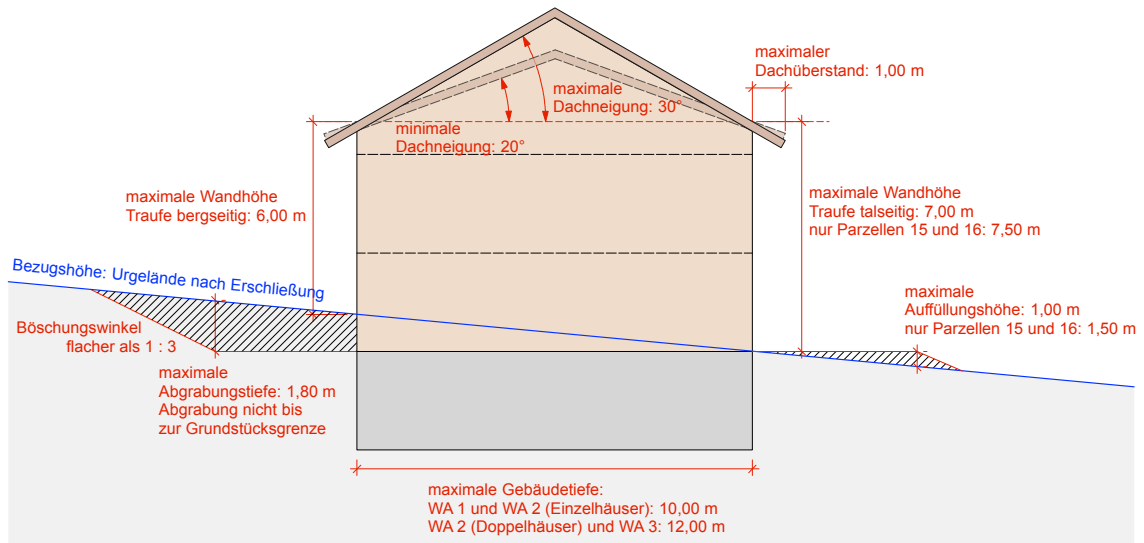 maximaler
Dachüberstand: 1,00 m
maximale
Dachneigung: 30°
minimale
Dachneigung: 20°
maximale Wandhöhe
Traufe bergseitig: 6,00 m
maximale Wandhöhe
Traufe talseitig: 7,00 m
nur Parzellen 15 und 16: 7,50 m
Bezugshöhe: Urgelände nach Erschließung
maximale
Auffüllungshöhe: 1,00 m
nur Parzellen 15 und 16: 1,50 m
Böschungswinkel
flacher als 1 : 3
maximale
Abgrabungstiefe: 1,80 m
Abgrabung nicht bis
zur Grundstücksgrenze
maximale Gebäudetiefe:
WA 1 und WA 2 (Einzelhäuser): 10,00 m
WA 2 (Doppelhäuser) und WA 3: 12,00 m